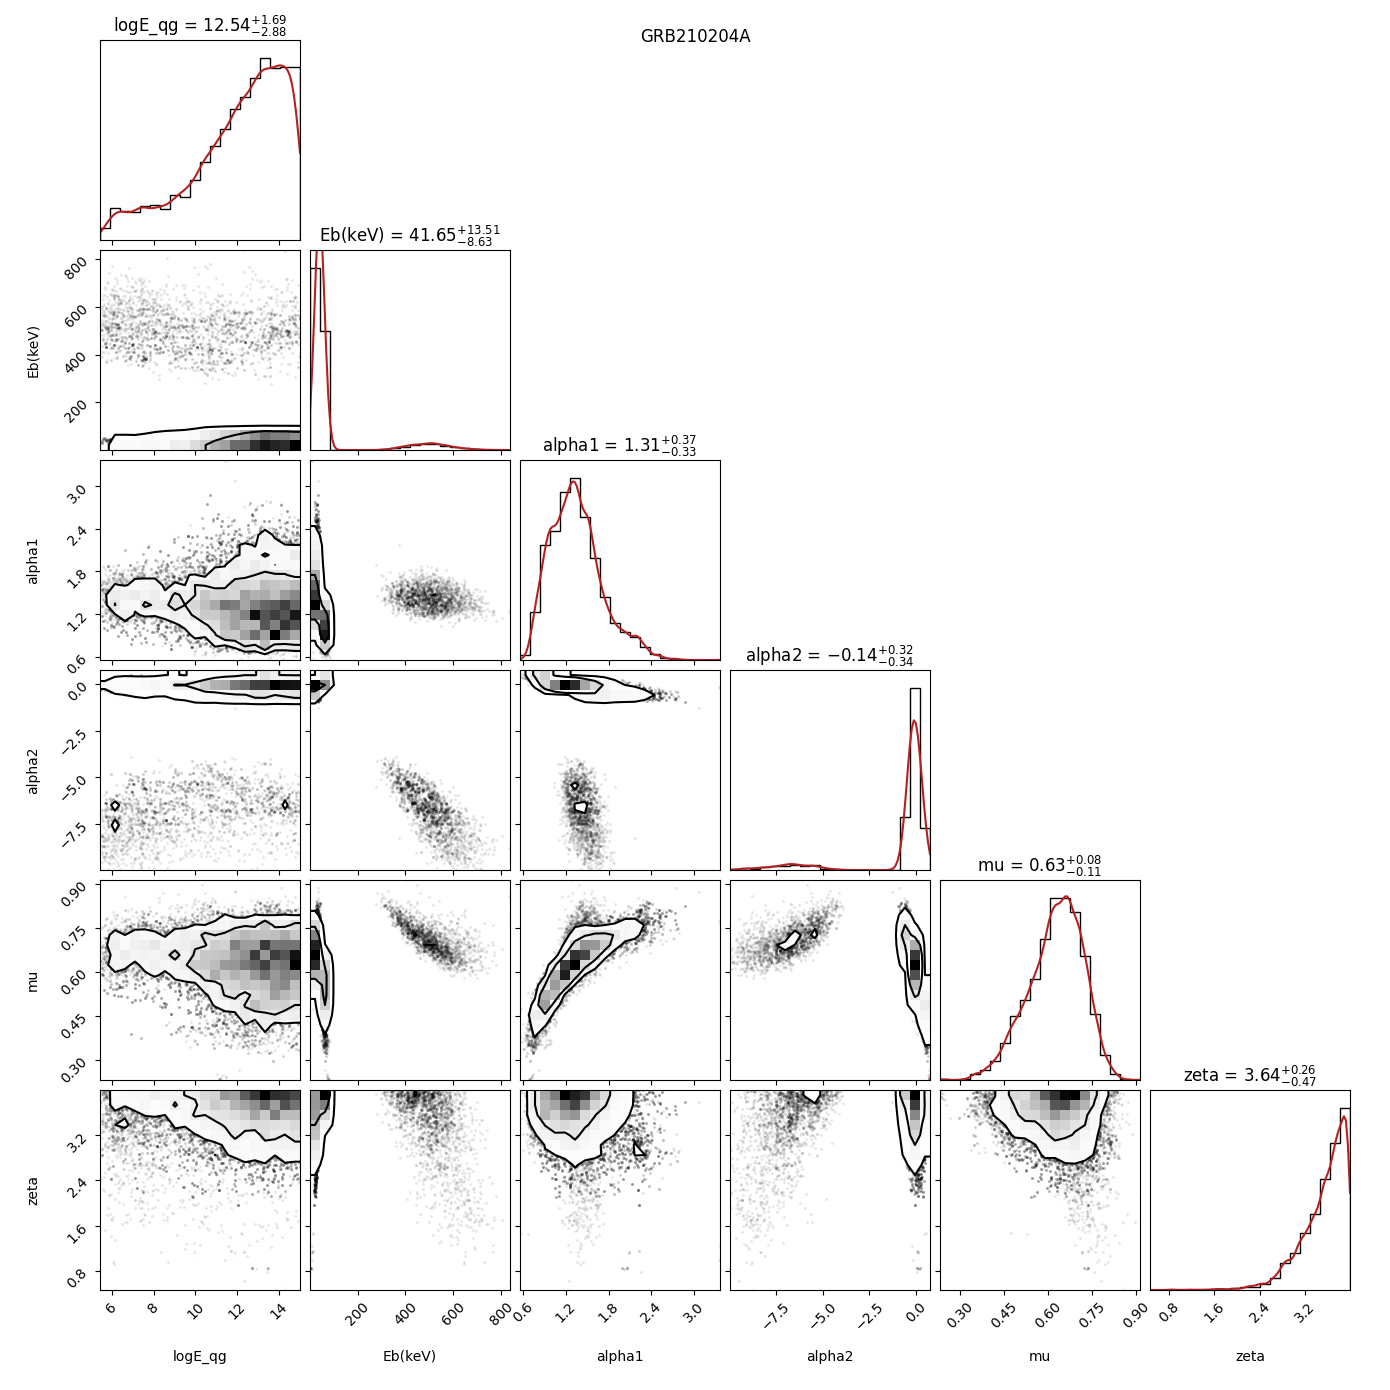 logE_qg = 12.54+1.69−2.88
GRB210204A
Eb(keV) = 41.65+13.51−8.63
800
600
400
200
Eb(keV)
alpha1 = 1.31+0.37−0.33
3.0
2.4
1.8
1.2
0.6
alpha1
alpha2 = −0.14+0.32−0.34
0.0
−2.5
−5.0
−7.5
alpha2
mu = 0.63+0.08−0.11
0.90
0.75
0.60
0.45
0.30
mu
zeta = 3.64+0.26−0.47
3.2
2.4
1.6
0.8
zeta
6 8 10 12 14
200 400 600 800
0.6 1.2 1.8 2.4 3.0
−7.5 −5.0 −2.5 0.0
0.30 0.45 0.60 0.75 0.90
0.8 1.6 2.4 3.2
logE_qg Eb(keV) alpha1 alpha2 mu zeta